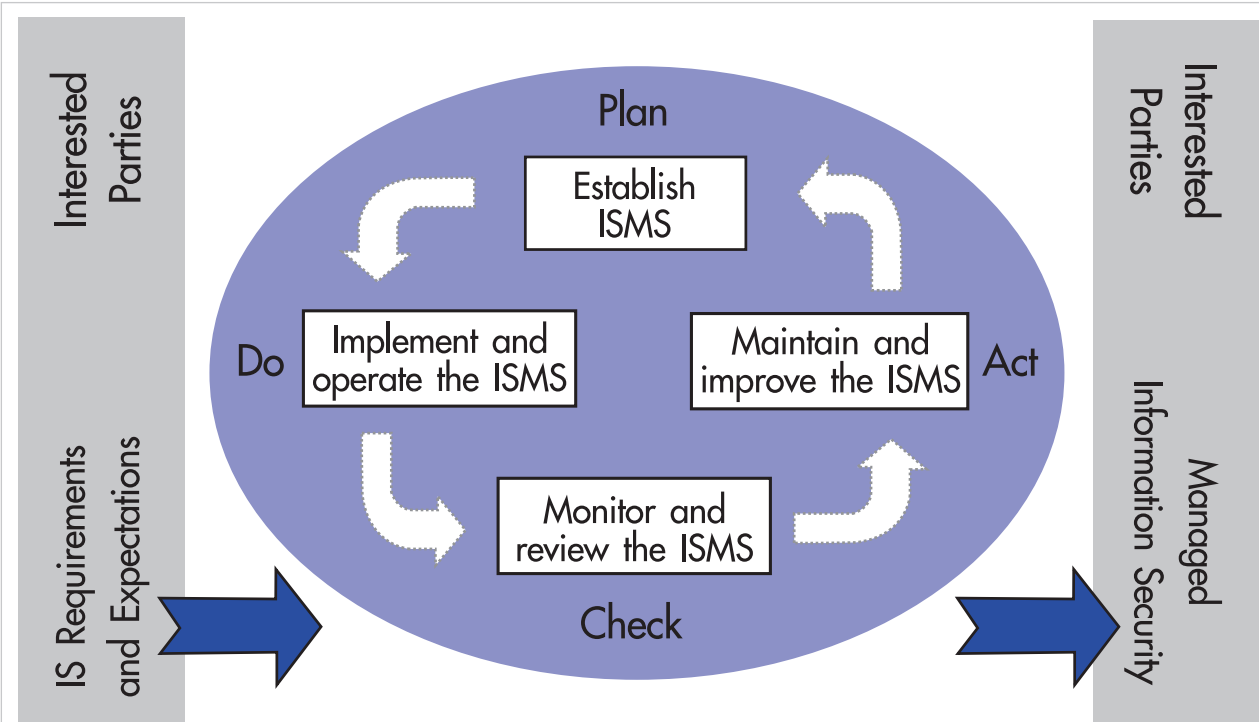 Interested
Parties
IS Requirements
and Expectations
Plan
Establish
ISMS
Do
Implement and
operate the ISMS
Maintain and
improve the ISMS
Act
Monitor and
review the ISMS
Check
Interested
Parties
Managed
Information Security